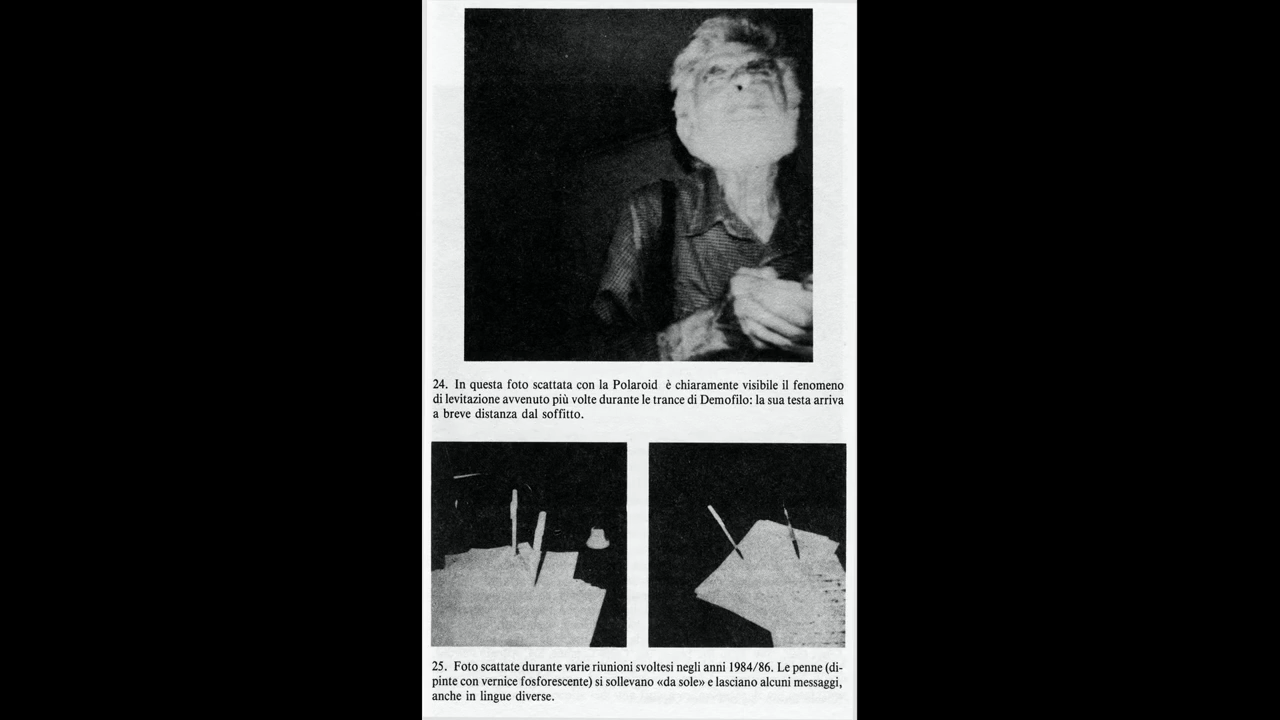 24. In questa foto scattata con la Polaroid è chiaramente visibile il fenomeno
di levitazione avvenuto più volte durante le trance di Demofilo: la sua testa arriva
a breve distanza dal soffitto.
25. Foto scattate durante varie riunioni svoltesi negli anni 1984/86. Le penne (di-
pinte con vernice fosforescente) si sollevano «da sole» e lasciano alcuni messaggi,
anche in lingue diverse.